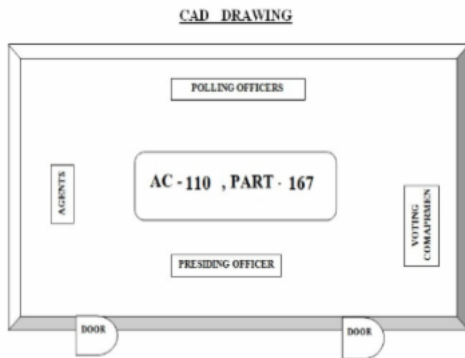 CAD DRAWING
POLLING OFFICERS
AC - 110 , PART - 167
AGENTS
VOTING
COMAPRMEN
PRESIDING OFFICER
DOOR
DOOR